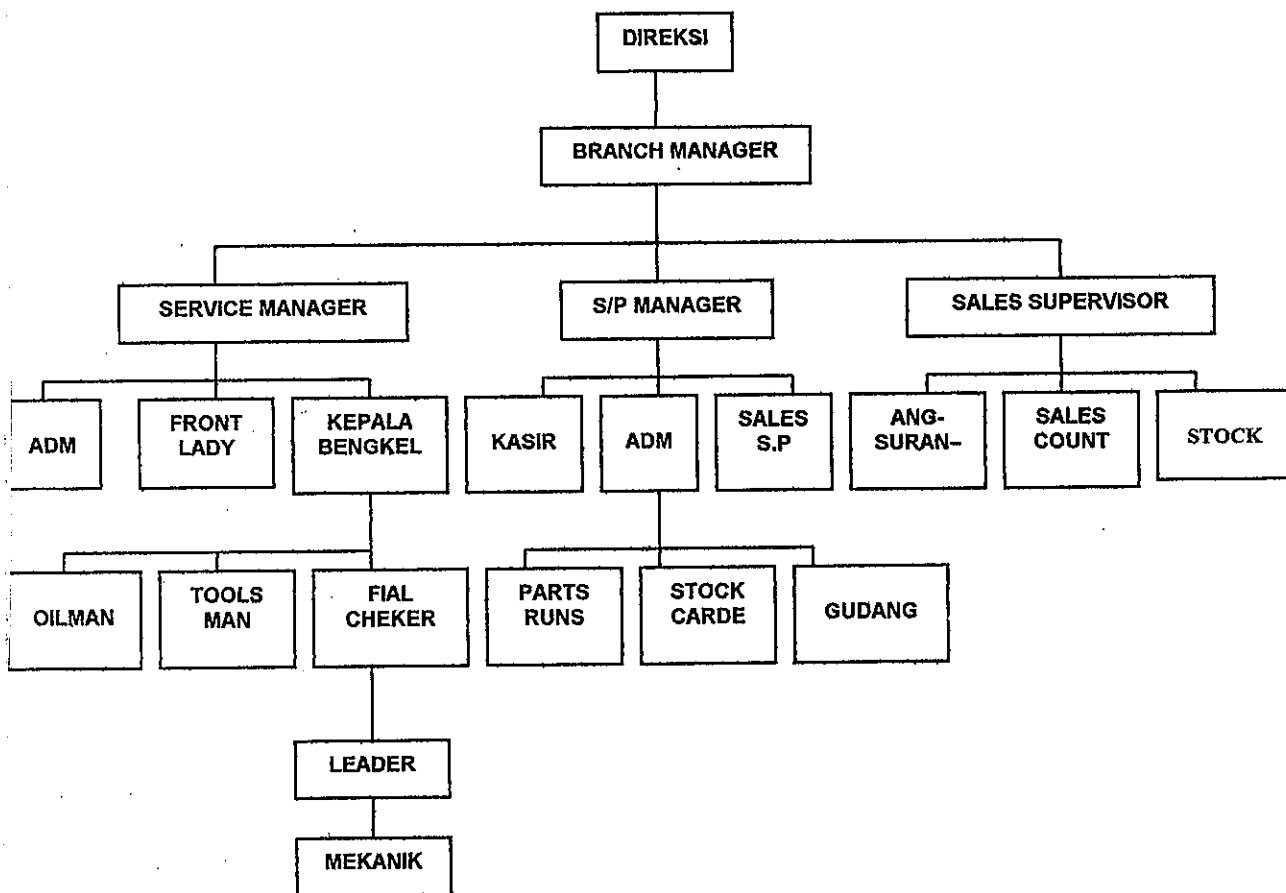 DIREKSI
BRANCH MANAGER
SERVICE MANAGER
S/P MANAGER
SALES SUPERVISOR
ADM
FRONT
LADY
KEPALA
BENGKEL
KASIR
ADM
SALES
S.P
ANG-
SURAN–
SALES
COUNT
STOCK
OILMAN
TOOLS
MAN
FIAL
CHEKER
PARTS
RUNS
STOCK
CARDE
GUDANG
LEADER
MEKANIK